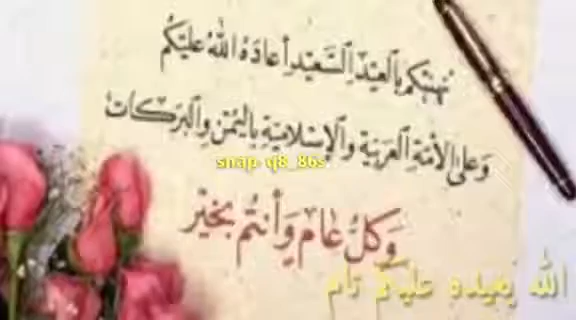 نهنئكم بالعيد السعيد أعاده الله عليكم
وعلى الأمة العربية والإسلامية باليمن والبركات
snap q8_86s
وكل عام وأنتم بخير
الله يعيده عليكم